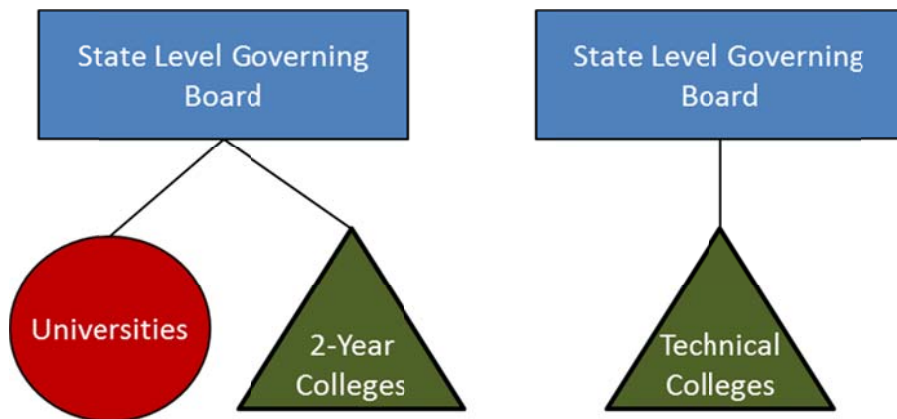 State Level Governing
Board
State Level Governing
Board
Universities
2-Year
Colleges
Technical
Colleges